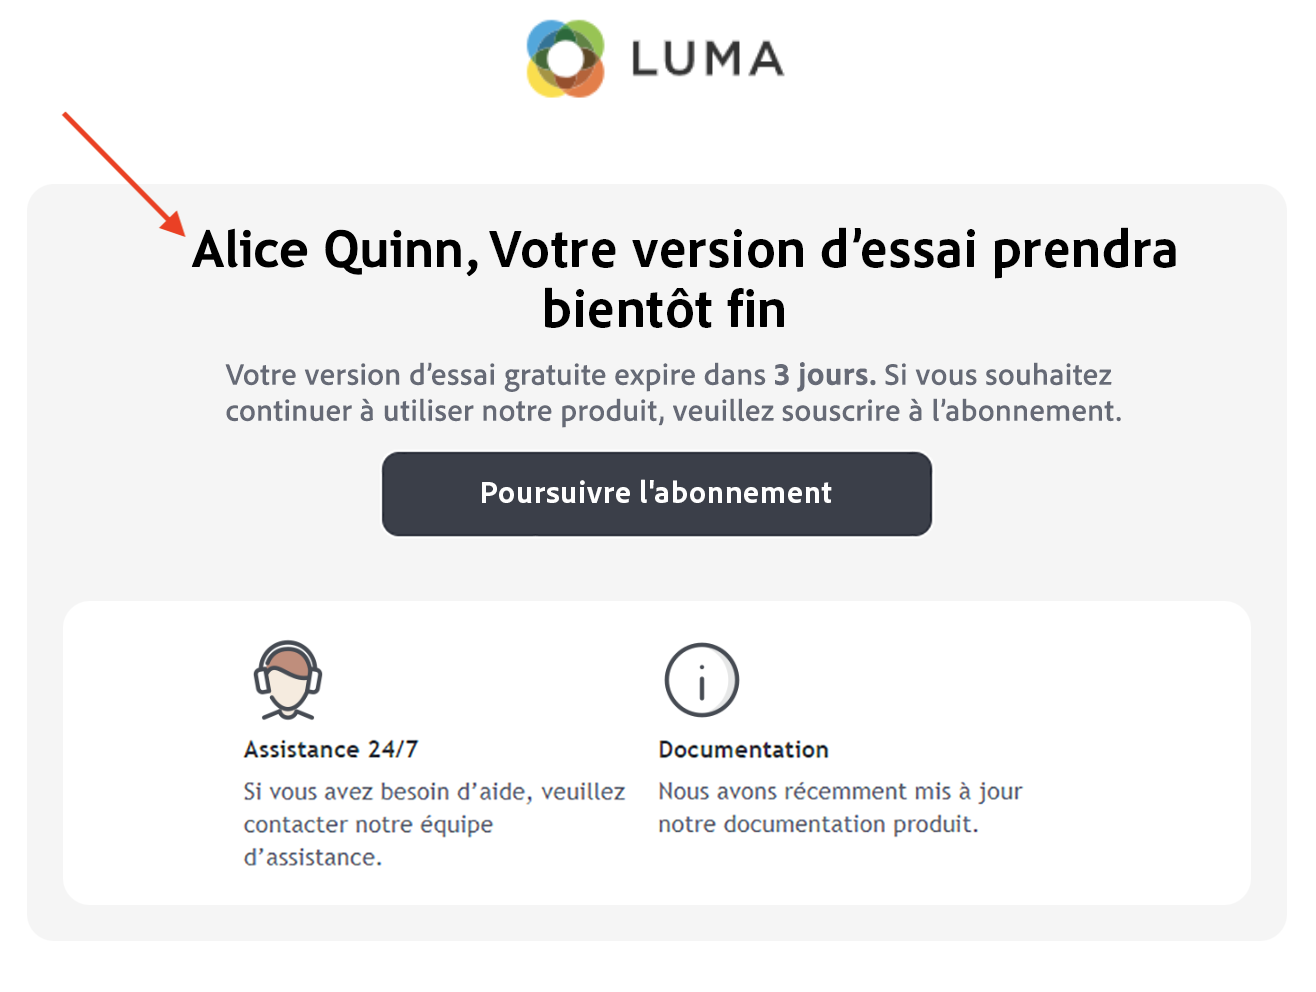 LUMA
Alice Quinn, Votre version d’essai prendra
bientôt fin
Votre version d’essai gratuite expire dans 3 jours. Si vous souhaitez
continuer à utiliser notre produit, veuillez souscrire à l’abonnement.
Poursuivre l'abonnement
Assistance 24/7
Si vous avez besoin d’aide, veuillez
contacter notre équipe
d’assistance.
Documentation
Nous avons récemment mis à jour
notre documentation produit.